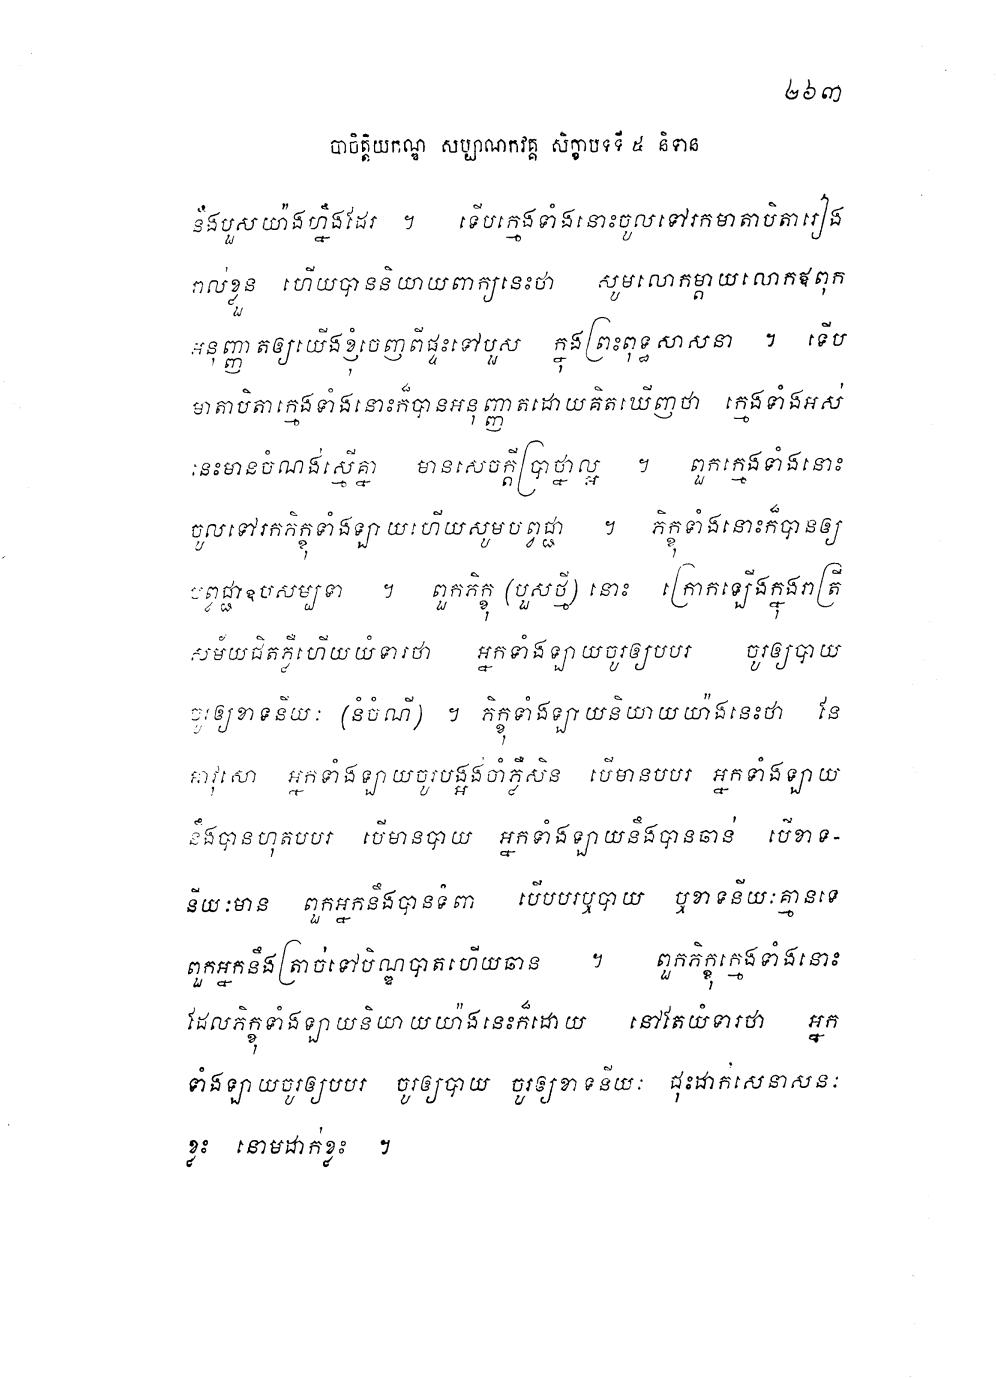 ២៦៣
បាចិត្តិយកណ្ឌ សប្បាណកវគ្គ សិក្ខាបទទី ៥ និទាន
នឹងបួសយ៉ាងហ្នឹងដែរ ។ ទើបក្មេងទាំងនោះចូលទៅរកមាតាបិតារៀង
រាល់ខ្លួន ហើយបាននិយាយពាក្យនេះថា សូមលោកម្តាយលោកឪពុក
អនុញ្ញាតឲ្យយើងខ្ញុំចេញពីផ្ទះទៅបួស ក្នុងព្រះពុទ្ធសាសនា ។ ទើប
មាតាបិតាក្មេងទាំងនោះក៏បានអនុញ្ញាតដោយគិតឃើញថា ក្មេងទាំងអស់
នេះមានចំណង់ស្មើគ្នា មានសេចក្តីប្រាថ្នាល្អ ។ ពួកក្មេងទាំងនោះ
ចូលទៅរកភិក្ខុទាំងឡាយហើយសូមបព្វជ្ជា ។ ភិក្ខុទាំងនោះក៏បានឲ្យ
បព្វជ្ជាឧបសម្បទា ។ ពួកភិក្ខុ (បួសថ្មី) នោះ ក្រោកឡើងក្នុងរាត្រី
សម័យជិតភ្លឺហើយយំទារថា អ្នកទាំងឡាយចូរឲ្យបបរ ចូរឲ្យបាយ
ចូរឲ្យខាទនីយៈ (នំចំណី) ។ ភិក្ខុទាំងឡាយនិយាយយ៉ាងនេះថា នែ
អាវុសោ អ្នកទាំងឡាយចូរបង្អង់ចាំភ្លឺសិន បើមានបបរ អ្នកទាំងឡាយ
នឹងបានហុតបបរ បើមានបាយ អ្នកទាំងឡាយនឹងបានឆាន់ បើខាទ-
នីយៈមាន ពួកអ្នកនឹងបានទំពា បើបបរឬបាយ ឬខាទនីយៈគ្មានទេ
ពួកអ្នកនឹងត្រាច់ទៅបិណ្ឌបាតហើយឆាន ។ ពួកភិក្ខុក្មេងទាំងនោះ
ដែលភិក្ខុទាំងឡាយនិយាយយ៉ាងនេះក៏ដោយ នៅតែយំទារថា អ្នក
ទាំងឡាយចូរឲ្យបបរ ចូរឲ្យបាយ ចូរឲ្យខាទនីយៈ ជុះដាក់សេនាសនៈ
ខ្លះ នោមដាក់ខ្លះ ។